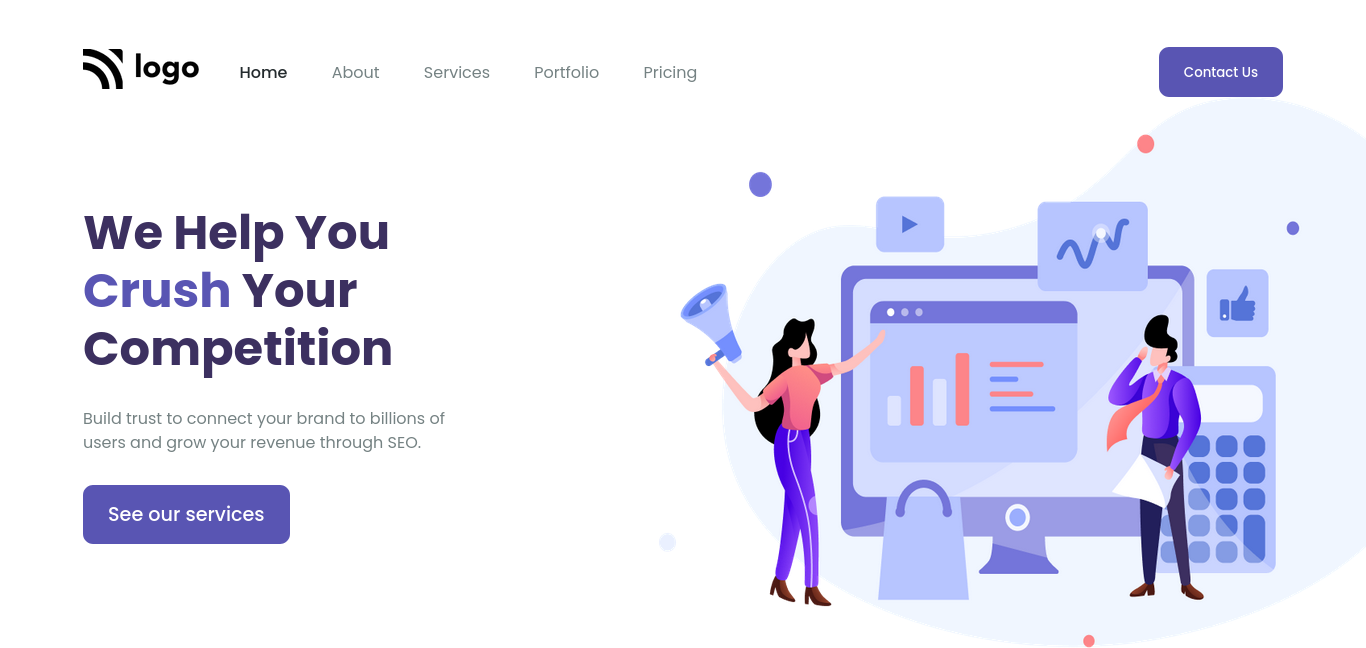 logo
Home
About
Services
Portfolio
Pricing
Contact Us
We Help You
Crush Your
Competition
Build trust to connect your brand to billions of
users and grow your revenue through SEO.
See our services